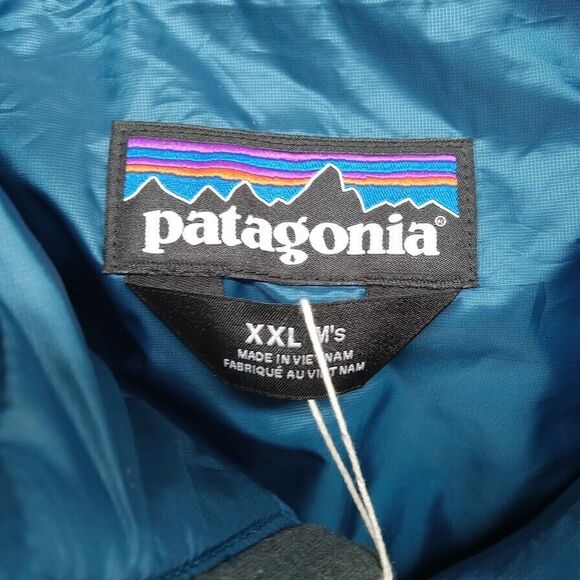 patagonia®
XXL M's
MADE IN VIETNAM
FABRIQUÉ AU VIETNAM